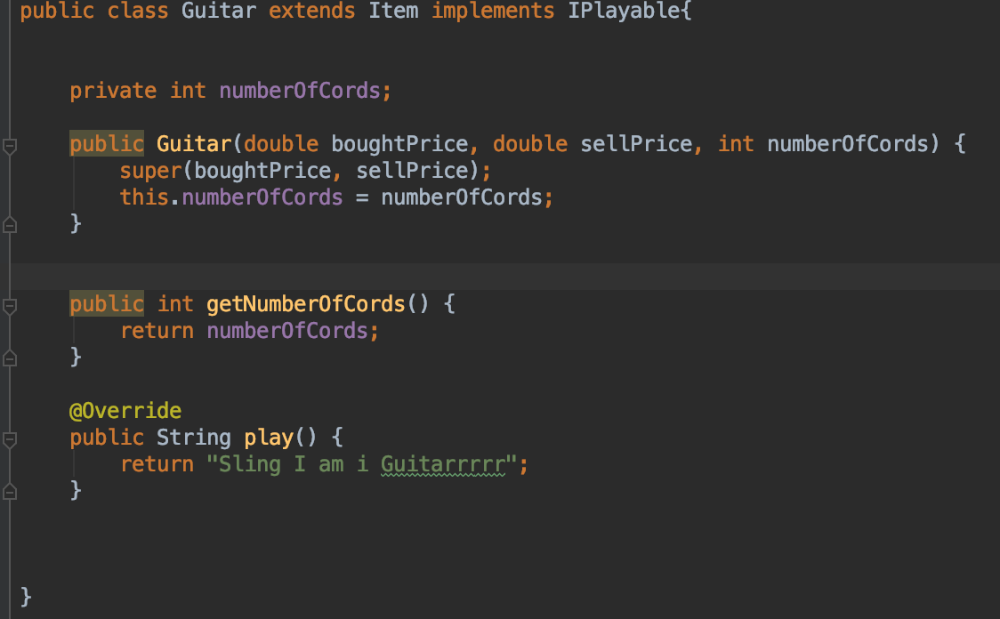 public class Guitar extends Item implements IPlayable{
private int numberOfCords;
public Guitar(double boughtPrice, double sellPrice, int numberOfCords) {
super(boughtPrice, sellPrice);
this.numberOfCords = numberOfCords;
}
public int getNumberOfCords() {
return numberOfCords;
}
@Override
public String play() {
return "Sling I am i Guitarrrrr";
}
}